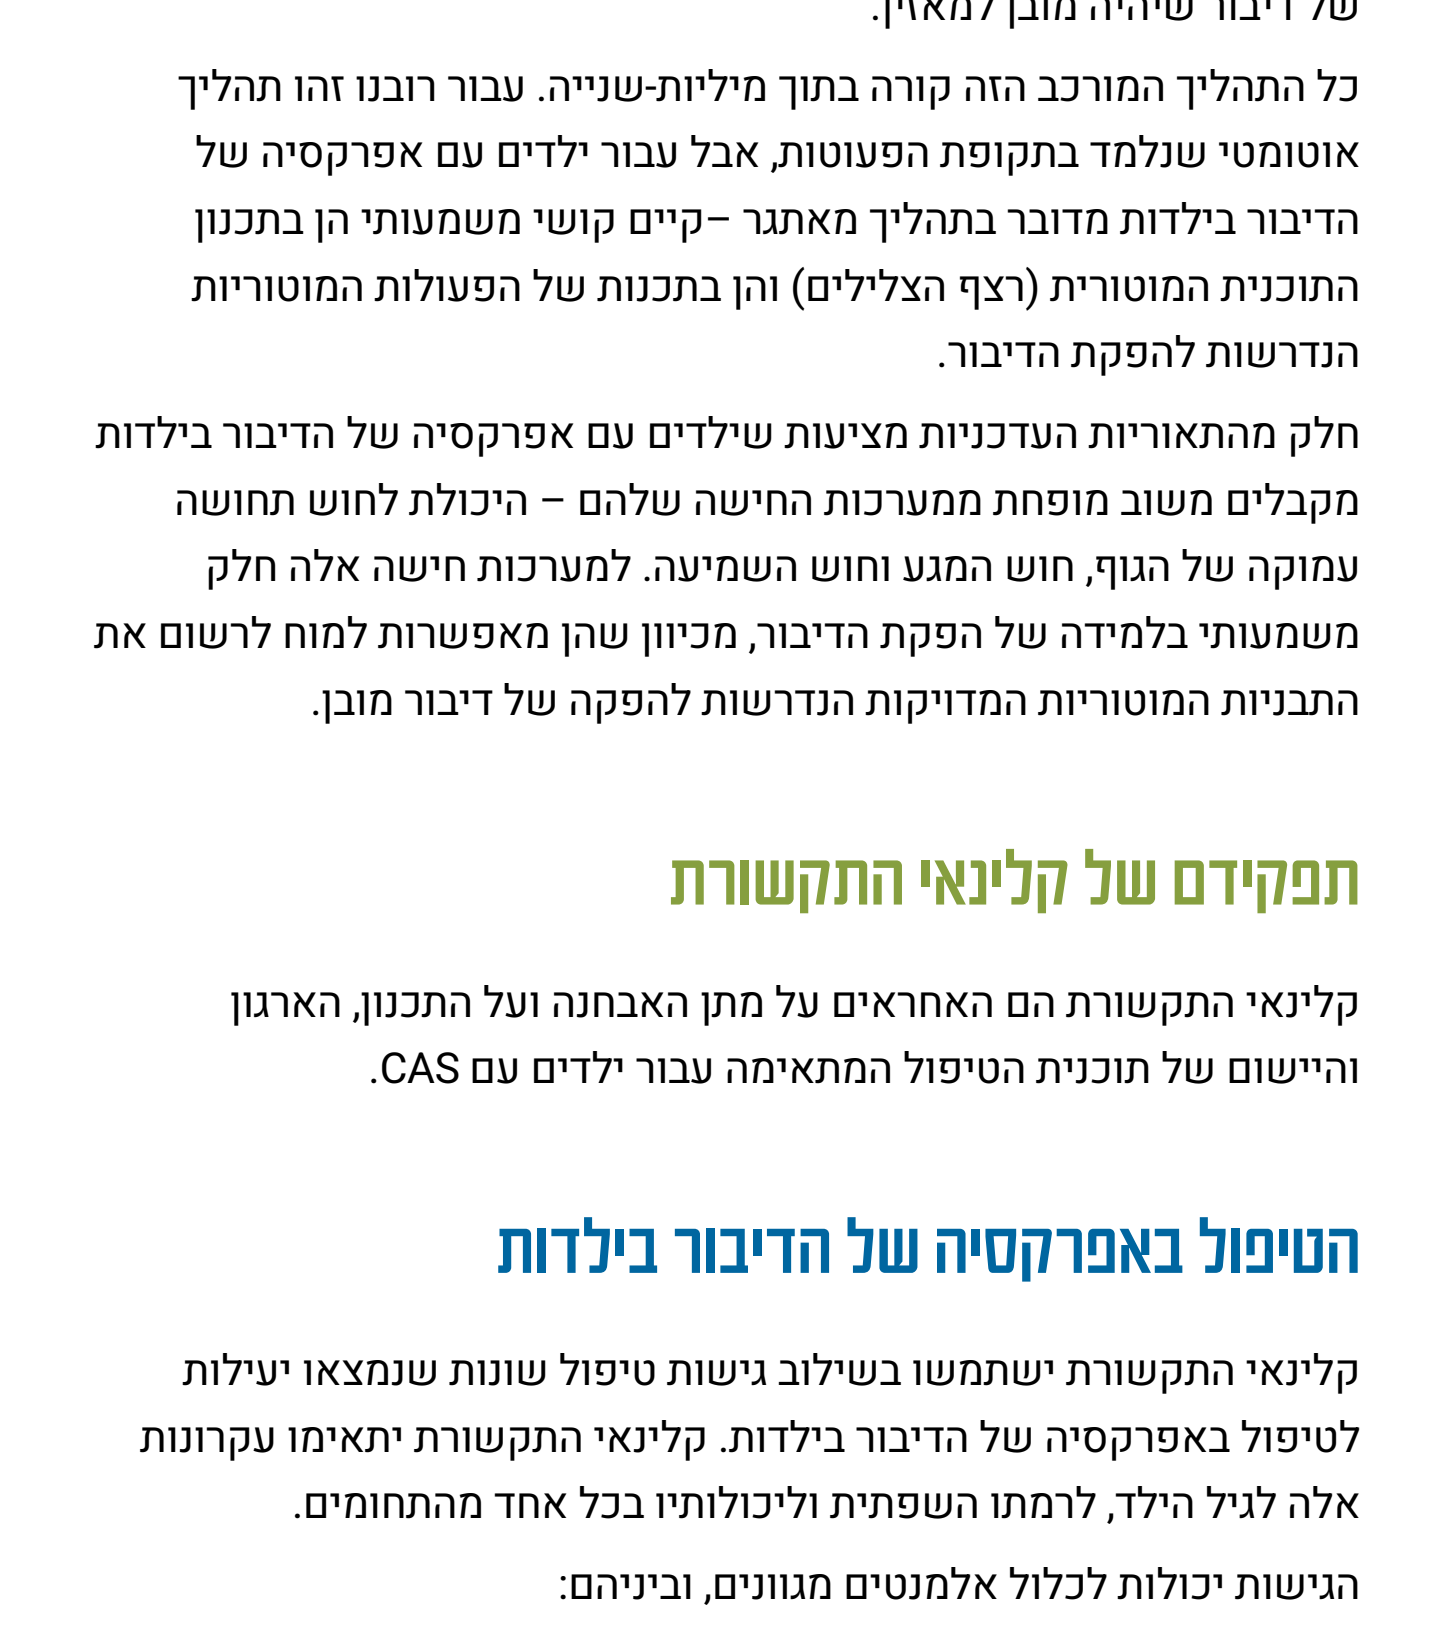 של דיבור שיהיה מובן למאזין.
כל התהליך המורכב הזה קורה בתוך מיליות-שנייה. עבור רובנו זהו תהליך
אוטומטי שנלמד בתקופת הפעוטות, אבל עבור ילדים עם אפרקסיה של
הדיבור בילדות מדובר בתהליך מאתגר –קיים קושי משמעותי הן בתכנון
התוכנית המוטורית (רצף הצלילים) והן בתכנות של הפעולות המוטוריות
הנדרשות להפקת הדיבור.
חלק מהתאוריות העדכניות מציעות שילדים עם אפרקסיה של הדיבור בילדות
מקבלים משוב מופחת ממערכות החישה שלהם – היכולת לחוש תחושה
עמוקה של הגוף, חוש המגע וחוש השמיעה. למערכות חישה אלה חלק
משמעותי בלמידה של הפקת הדיבור, מכיוון שהן מאפשרות למוח לרשום את
התבניות המוטוריות המדויקות הנדרשות להפקה של דיבור מובן.
תפקידם של קלינאי התקשורת
קלינאי התקשורת הם האחראים על מתן האבחנה ועל התכנון, הארגון
והיישום של תוכנית הטיפול המתאימה עבור ילדים עם CAS.
הטיפול באפרקסיה של הדיבור בילדות
קלינאי התקשורת ישתמשו בשילוב גישות טיפול שונות שנמצאו יעילות
לטיפול באפרקסיה של הדיבור בילדות. קלינאי התקשורת יתאימו עקרונות
אלה לגיל הילד, לרמתו השפתית וליכולותיו בכל אחד מהתחומים.
הגישות יכולות לכלול אלמנטים מגוונים, וביניהם: